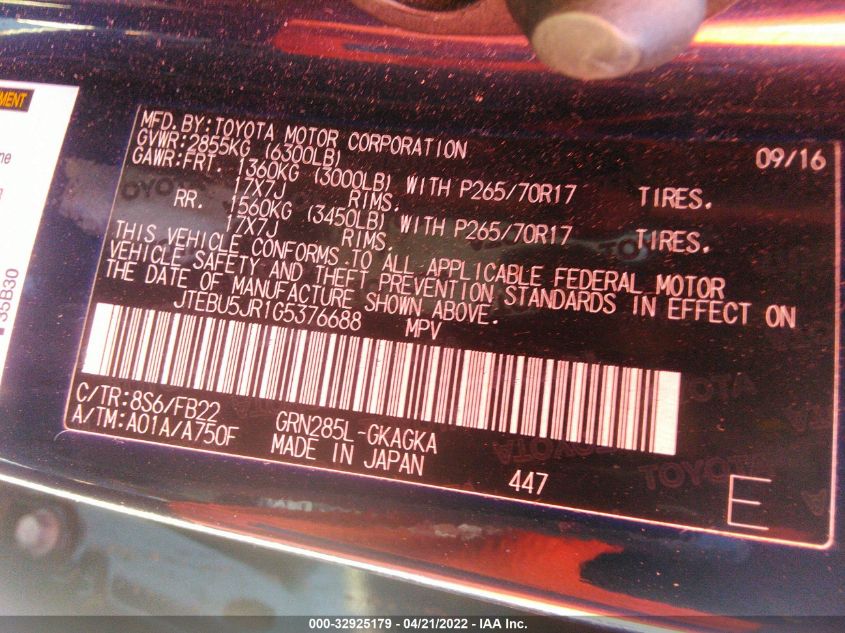 MENT
35B30
MFD. BY: TOYOTA MOTOR CORPORATION 09/16
GVWR: 2855KG (6300LB)
GAWR: FRT. 1360KG (3000LB) WITH P265/70R17 TIRES.
17X7J RIMS.
RR. 1560KG (3450LB) WITH P265/70R17 TIRES.
17X7J RIMS.
THIS VEHICLE CONFORMS TO ALL APPLICABLE FEDERAL MOTOR
VEHICLE SAFETY AND THEFT PREVENTION STANDARDS IN EFFECT ON
THE DATE OF MANUFACTURE SHOWN ABOVE.
JTEBU5JR1G5376688 MPV
C/TR: 8S6/FB22
A/TM: A01A/A750F
GRN285L-GKAGKA
MADE IN JAPAN
447
E
TOYOTA
000-32925179 - 04/21/2022 - IAA Inc.